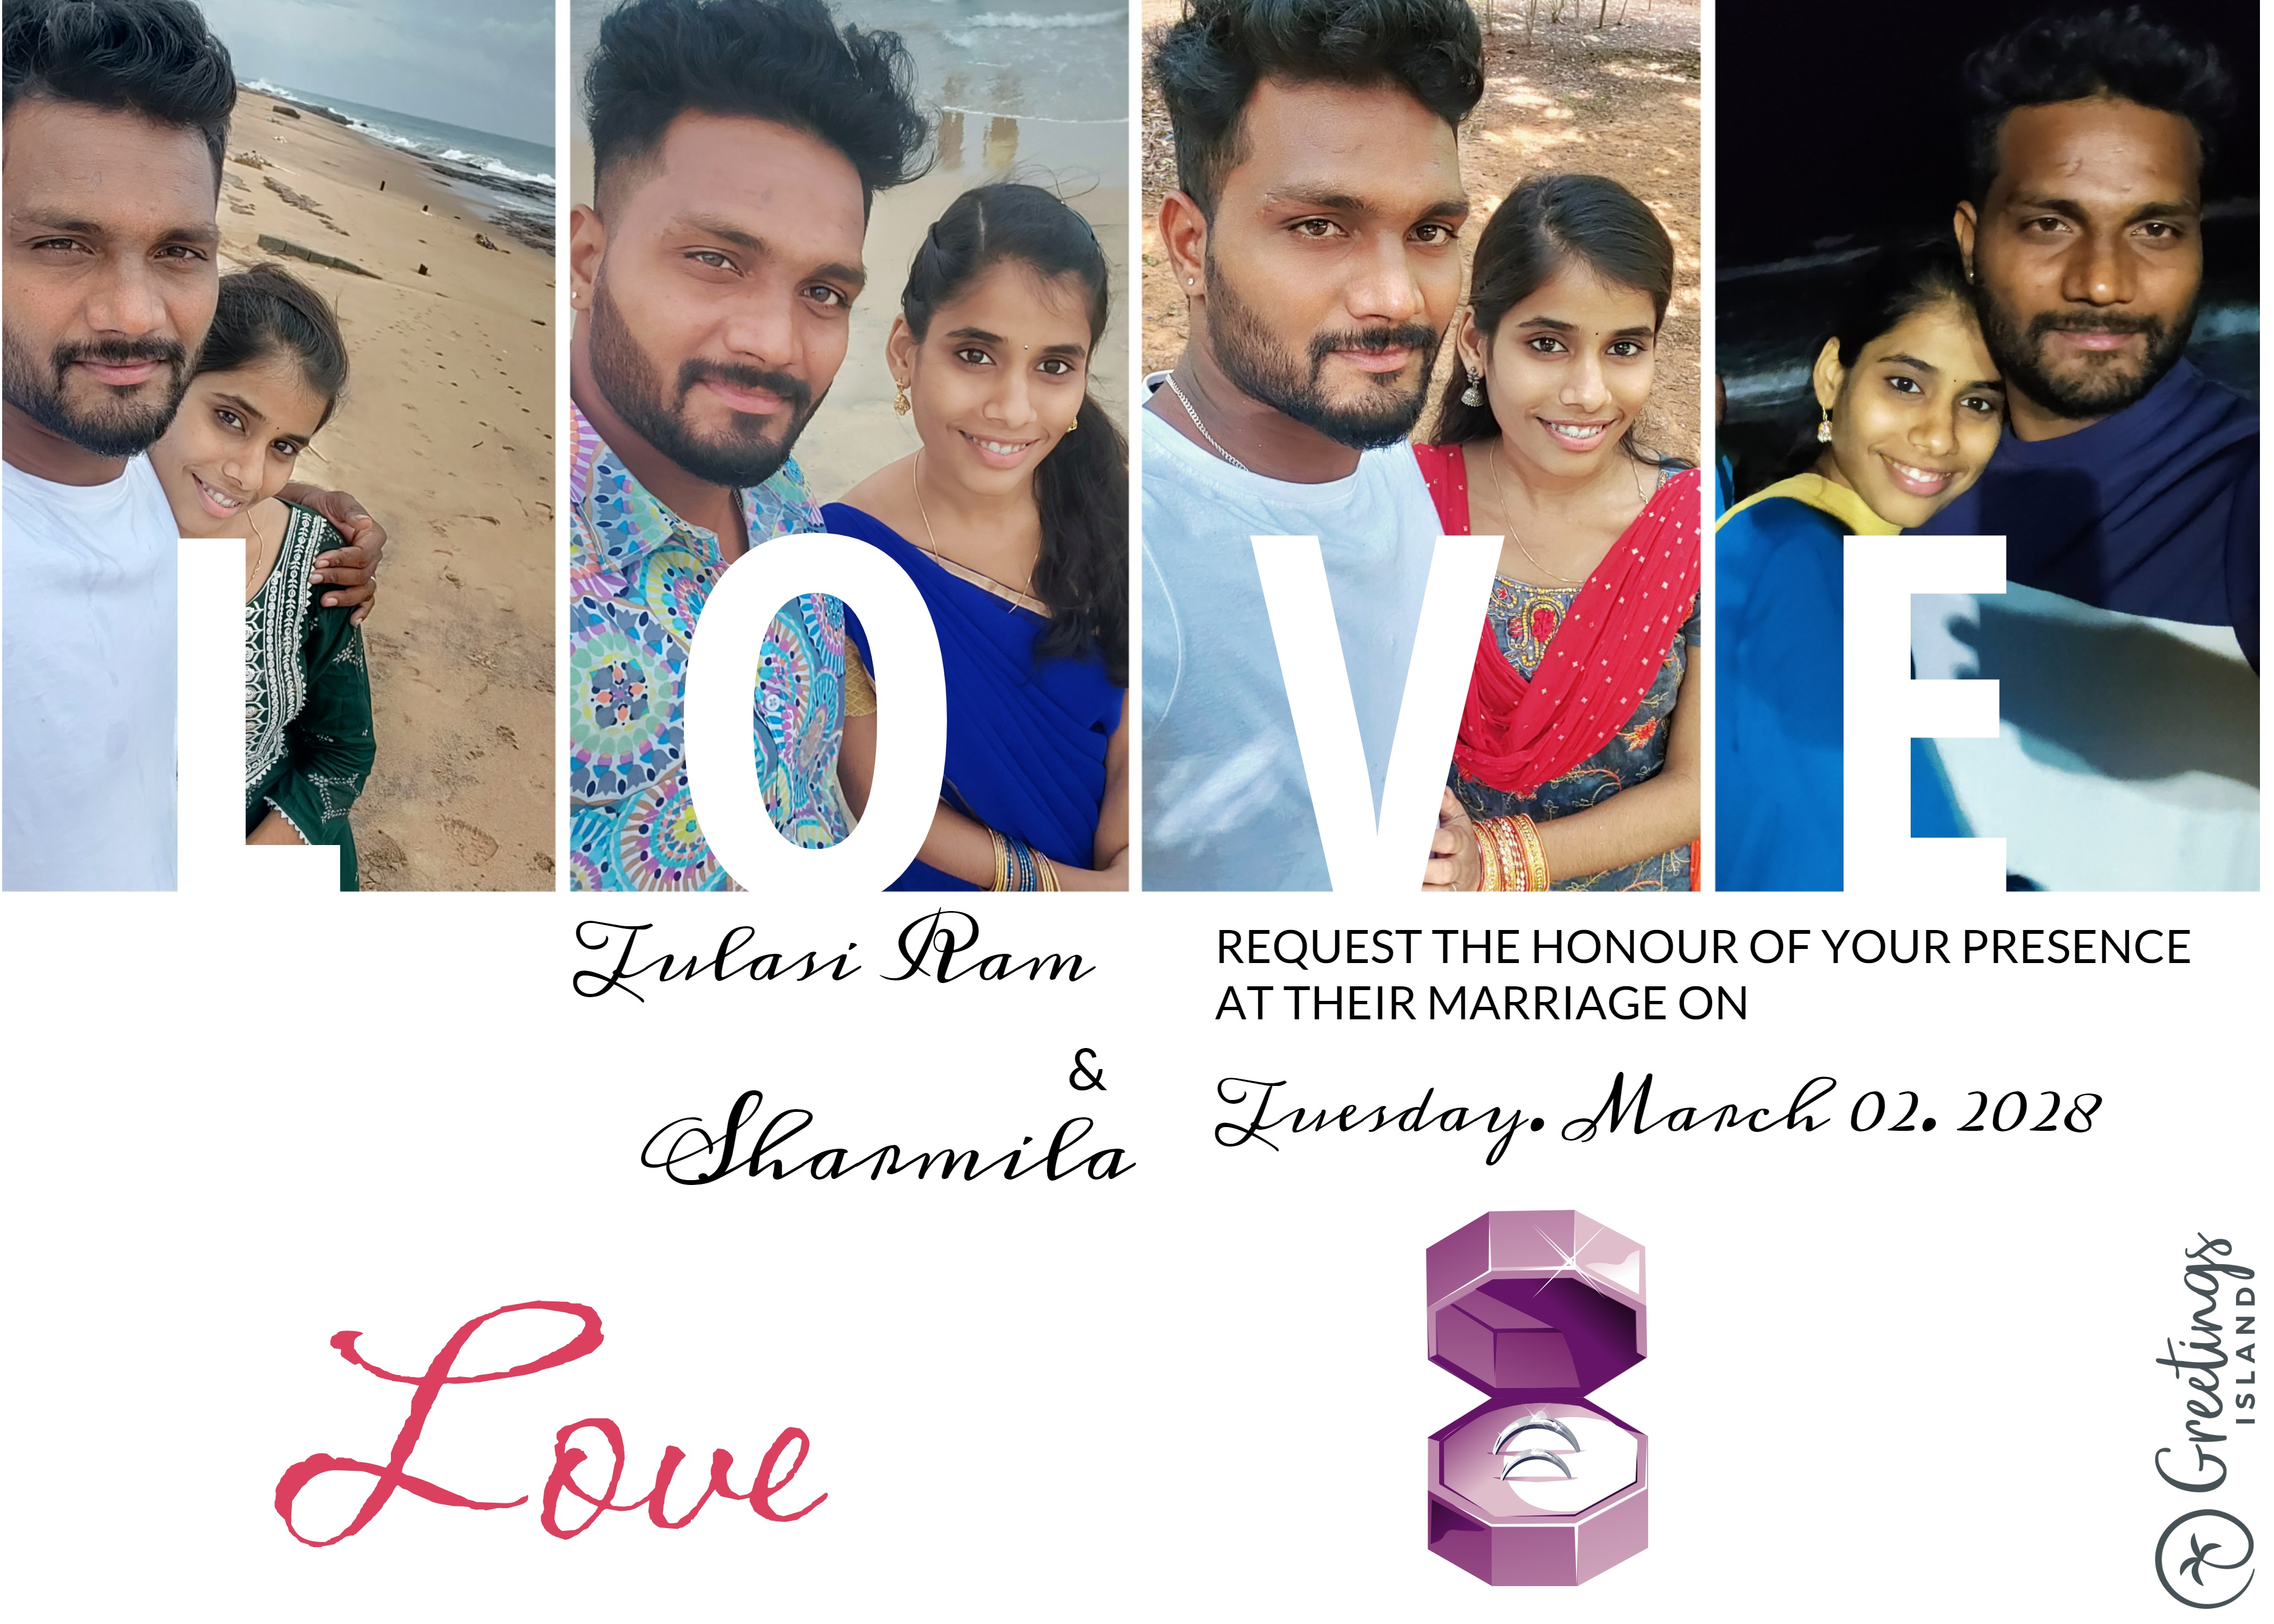 LOVE
Tulasi Ram
&
Sharmila
REQUEST THE HONOUR OF YOUR PRESENCE
AT THEIR MARRIAGE ON
Tuesday. March 02. 2028
Love
Greetings
ISLAND